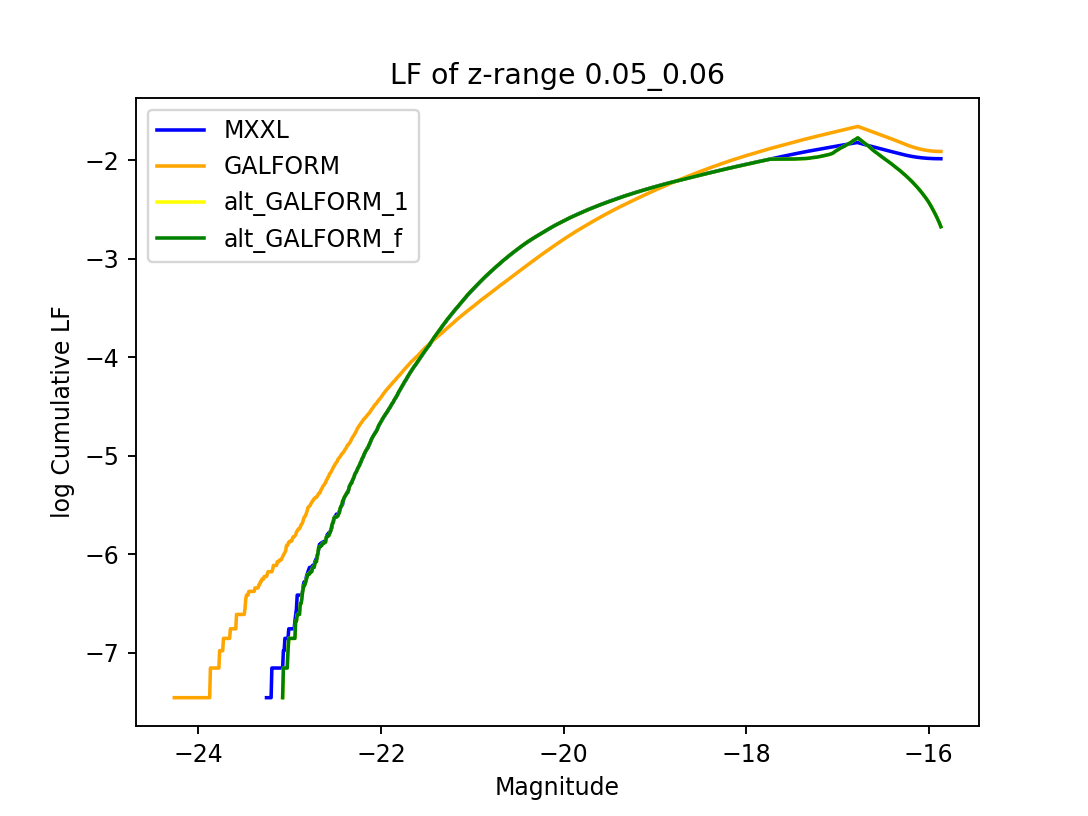 LF of z-range 0.05_0.06
MXXL
GALFORM
alt_GALFORM_1
alt_GALFORM_f
log Cumulative LF
−2
−3
−4
−5
−6
−7
−24
−22
−20
−18
−16
Magnitude